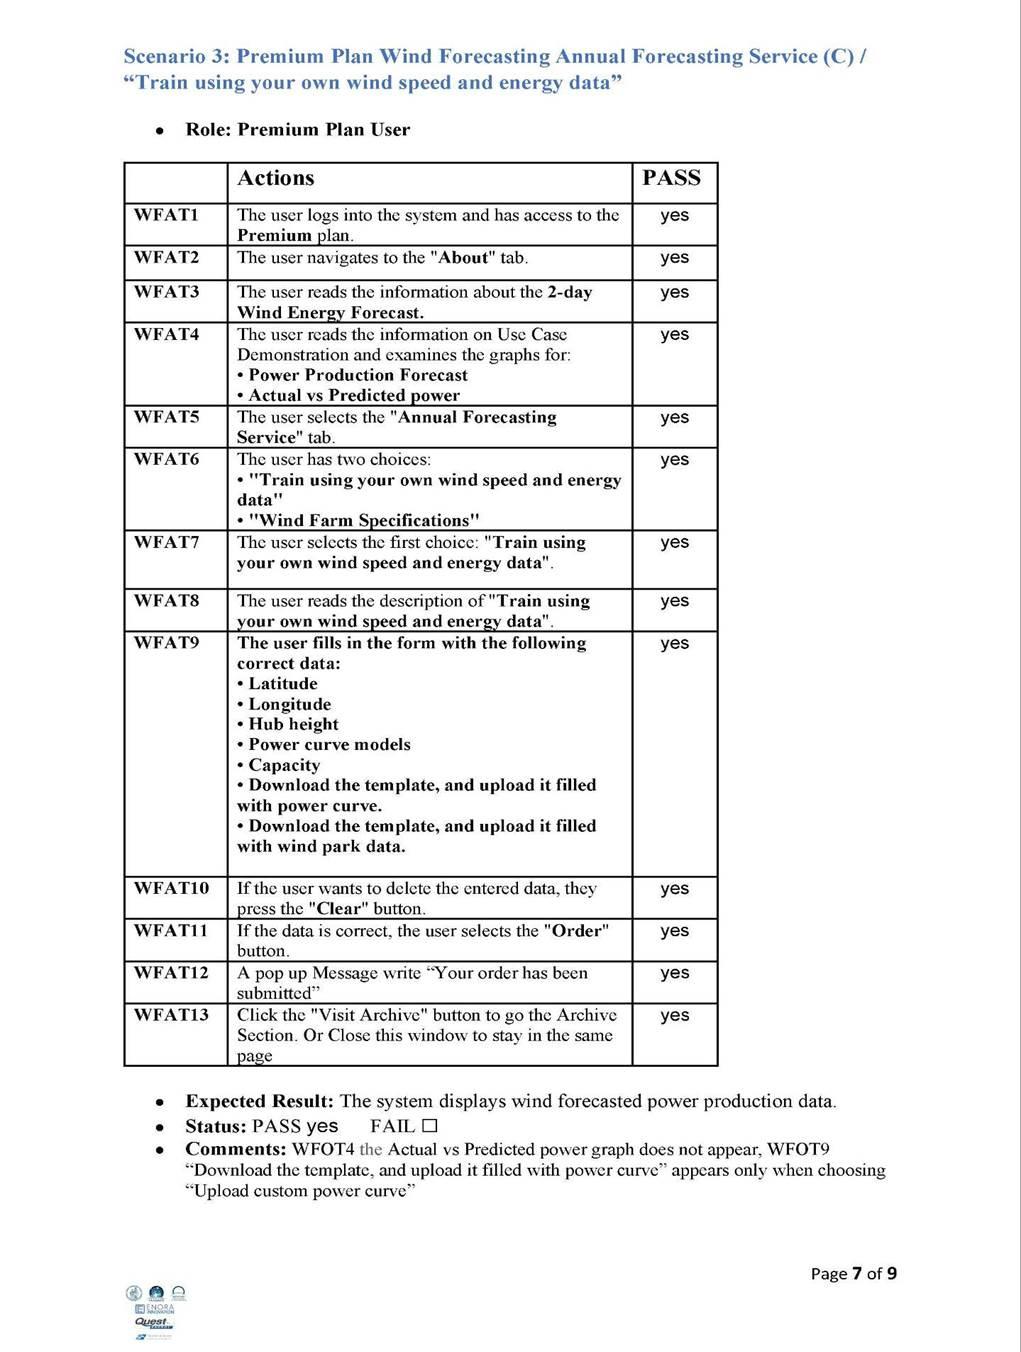 Scenario 3: Premium Plan Wind Forecasting Annual Forecasting Service (C) /
“Train using your own wind speed and energy data”
• Role: Premium Plan User
Actions PASS
WFAT1 The user logs into the system and has access to the yes
Premium plan.
WFAT2 The user navigates to the "About" tab. yes
WFAT3 The user reads the information about the 2-day yes
Wind Energy Forecast.
WFAT4 The user reads the information on Use Case yes
Demonstration and examines the graphs for:
• Power Production Forecast
• Actual vs Predicted power
WFAT5 The user selects the "Annual Forecasting yes
Service" tab.
WFAT6 The user has two choices: yes
• "Train using your own wind speed and energy
data"
• "Wind Farm Specifications"
WFAT7 The user selects the first choice: "Train using yes
your own wind speed and energy data".
WFAT8 The user reads the description of "Train using yes
your own wind speed and energy data".
WFAT9 The user fills in the form with the following yes
correct data:
• Latitude
• Longitude
• Hub height
• Power curve models
• Capacity
• Download the template, and upload it filled
with power curve.
• Download the template, and upload it filled
with wind park data.
WFAT10 If the user wants to delete the entered data, they yes
press the "Clear" button.
WFAT11 If the data is correct, the user selects the "Order" yes
button.
WFAT12 A pop up Message write “Your order has been yes
submitted”
WFAT13 Click the "Visit Archive" button to go the Archive yes
Section. Or Close this window to stay in the same
page
• Expected Result: The system displays wind forecasted power production data.
• Status: PASS yes FAIL ☐
• Comments: WFOT4 the Actual vs Predicted power graph does not appear, WFOT9
“Download the template, and upload it filled with power curve” appears only when choosing
“Upload custom power curve”
Page 7 of 9
ENORA
INNOVATION
Quest
ENERGY